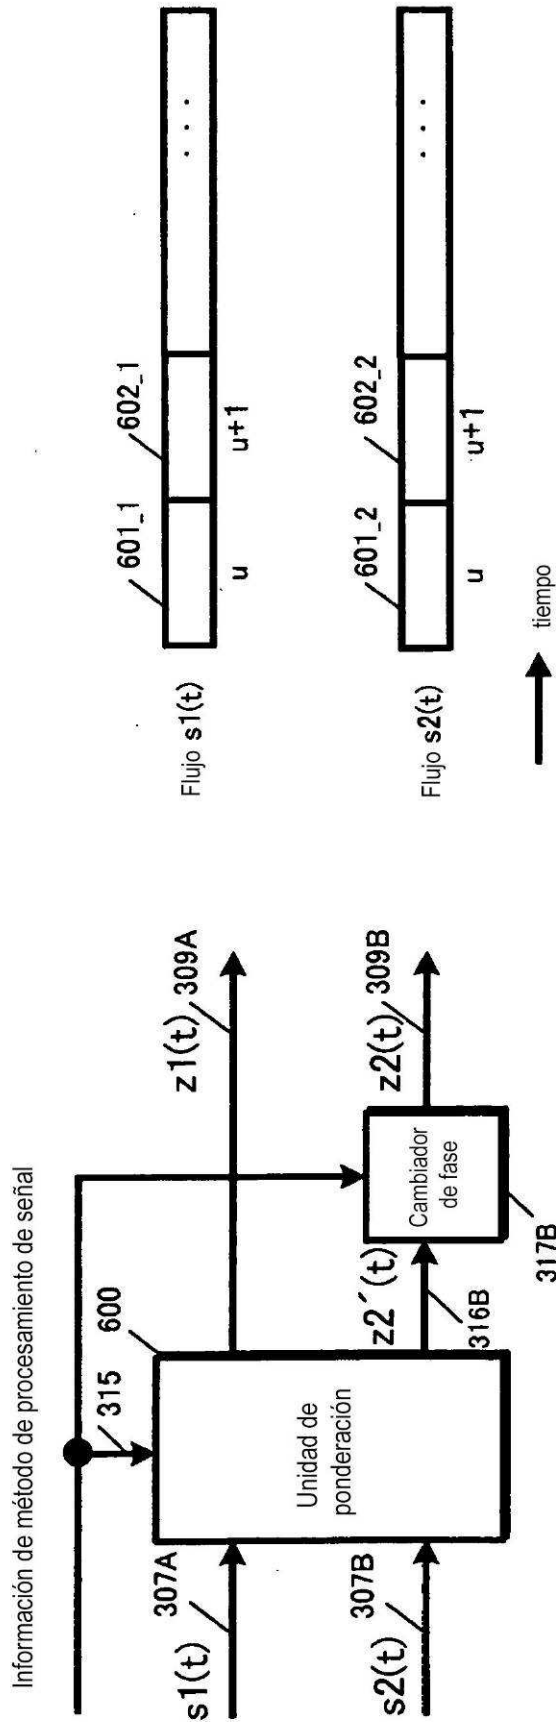 Información de método de procesamiento de señal
315
600
s1(t)
307A
z1(t)
309A
Unidad de
ponderación
s2(t)
307B
z2´(t)
316B
Cambiador
de fase
317B
z2(t)
309B
Flujo s1(t)
601_1
602_1
u
u+1
. . .
Flujo s2(t)
601_2
602_2
u
u+1
. . .
tiempo